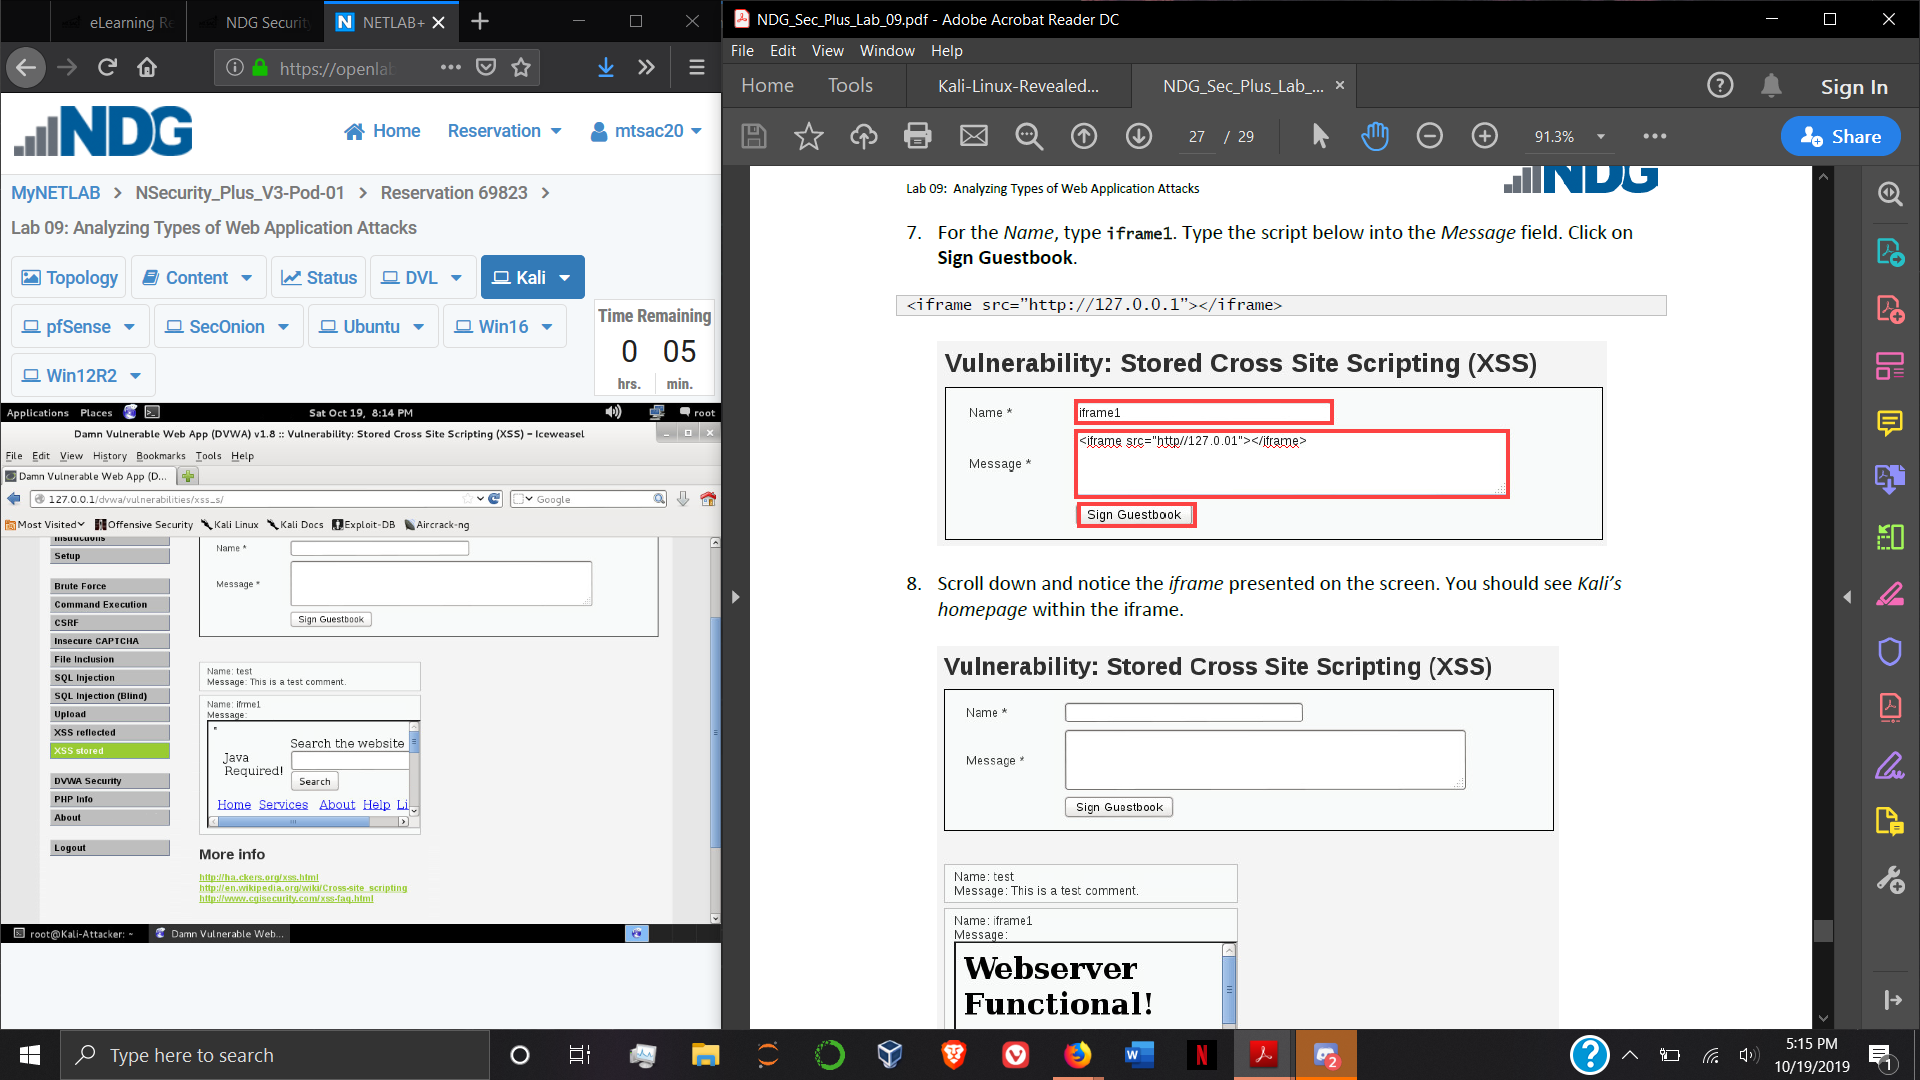 eLearning Re
NDG Security
NETLAB+
https://openlab
NDG
Home
Reservation
mtsac20
MyNETLAB > NSecurity_Plus_V3-Pod-01 > Reservation 69823 >
Lab 09: Analyzing Types of Web Application Attacks
Topology
Content
Status
DVL
Kali
pfSense
SecOnion
Ubuntu
Win16
Win12R2
Time Remaining
0 05
hrs. min.
Applications Places
Sat Oct 19, 8:14 PM
root
Damn Vulnerable Web App (DVWA) v1.8 :: Vulnerability: Stored Cross Site Scripting (XSS) - Iceweasel
File Edit View History Bookmarks Tools Help
Damn Vulnerable Web App (D...
127.0.0.1/dvwa/vulnerabilities/xss_s/
Google
Most Visited
Offensive Security
Kali Linux
Kali Docs
Exploit-DB
Aircrack-ng
Instructions
Setup
Brute Force
Command Execution
CSRF
Insecure CAPTCHA
File Inclusion
SQL Injection
SQL Injection (Blind)
Upload
XSS reflected
XSS stored
DVWA Security
PHP Info
About
Logout
Name *
Message *
Sign Guestbook
Name: test
Message: This is a test comment.
Name: ifrme1
Message:
"
Java
Required!
Search the website
Search
Home Services About Help Li
More info
http://ha.ckers.org/xss.html
http://en.wikipedia.org/wiki/Cross-site_scripting
http://www.cgisecurity.com/xss-faq.html
root@Kali-Attacker: ~
Damn Vulnerable Web...
NDG_Sec_Plus_Lab_09.pdf - Adobe Acrobat Reader DC
File Edit View Window Help
Home
Tools
Kali-Linux-Revealed...
NDG_Sec_Plus_Lab_...
Sign In
27 / 29
91.3%
Share
Lab 09: Analyzing Types of Web Application Attacks
NDG
7. For the Name, type iframe1. Type the script below into the Message field. Click on
Sign Guestbook.
<iframe src="http://127.0.0.1"></iframe>
Vulnerability: Stored Cross Site Scripting (XSS)
Name *
iframe1
Message *
<iframe src="http//127.0.01"></iframe>
Sign Guestbook
8. Scroll down and notice the iframe presented on the screen. You should see Kali's
homepage within the iframe.
Vulnerability: Stored Cross Site Scripting (XSS)
Name *
Message *
Sign Guestbook
Name: test
Message: This is a test comment.
Name: iframe1
Message:
Webserver
Functional!
Type here to search
2
5:15 PM
10/19/2019
1